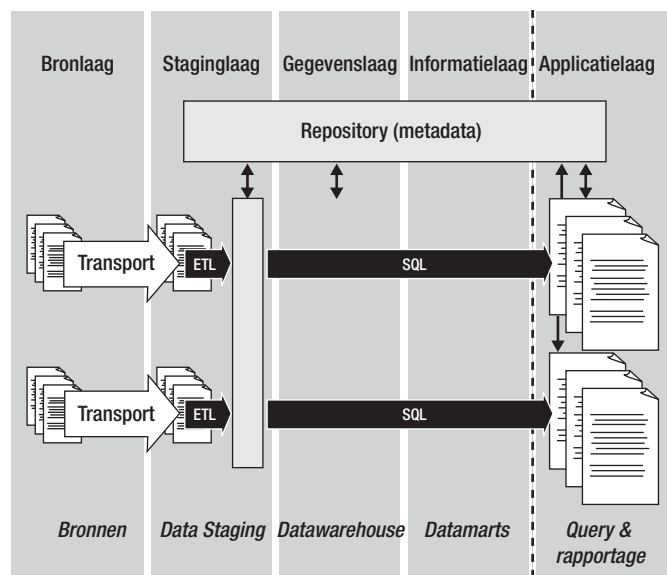 Bronlaag
Staginglaag
Gegevenslaag
Informatielaag
Applicatielaag
Repository (metadata)
Transport
ETL
SQL
Transport
ETL
SQL
Bronnen
Data Staging
Datawarehouse
Datamarts
Query &
rapportage